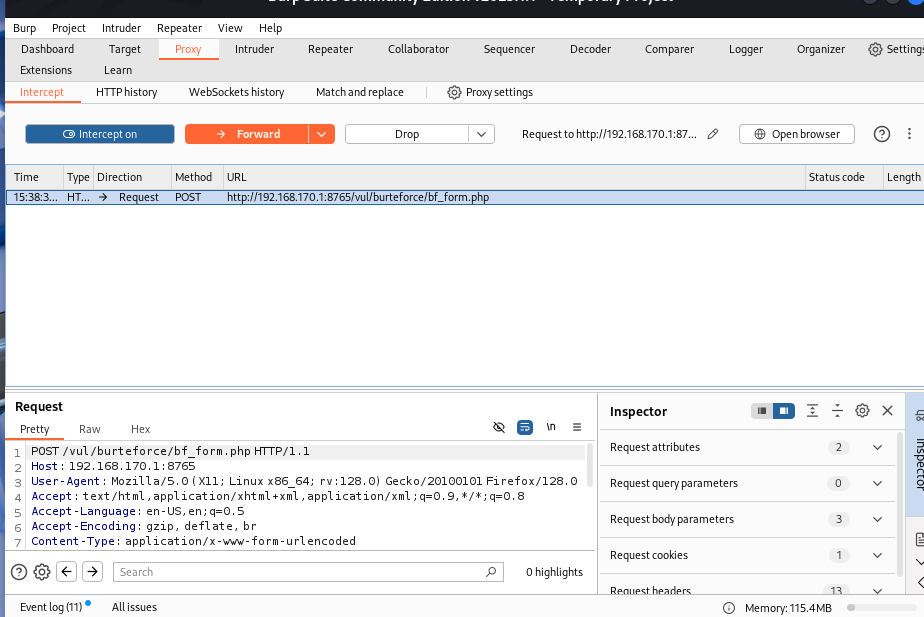 Burp Project Intruder Repeater View Help
Dashboard Target Proxy Intruder Repeater Collaborator Sequencer Decoder Comparer Logger Organizer Settings
Extensions Learn
Intercept HTTP history WebSockets history Match and replace Proxy settings
Intercept on Forward Drop Request to http://192.168.170.1:87... Open browser
Time Type Direction Method URL Status code Length
15:38:3... HT... Request POST http://192.168.170.1:8765/vul/burteforce/bf_form.php
Request
Pretty Raw Hex \n
1 POST /vul/burteforce/bf_form.php HTTP/1.1
2 Host: 192.168.170.1:8765
3 User-Agent: Mozilla/5.0 (X11; Linux x86_64; rv:128.0) Gecko/20100101 Firefox/128.0
4 Accept: text/html,application/xhtml+xml,application/xml;q=0.9,*/*;q=0.8
5 Accept-Language: en-US,en;q=0.5
6 Accept-Encoding: gzip, deflate, br
7 Content-Type: application/x-www-form-urlencoded
Search 0 highlights
Inspector
Request attributes 2
Request query parameters 0
Request body parameters 3
Request cookies 1
Request headers 13
Inspector
Event log (11) All issues Memory: 115.4MB